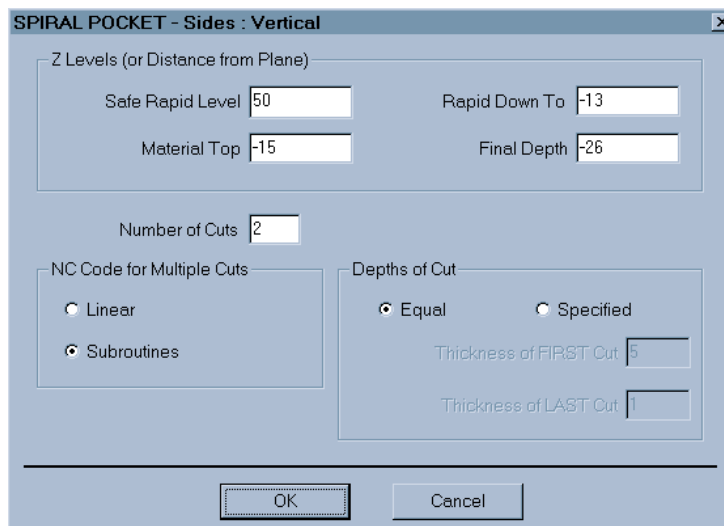 SPIRAL POCKET - Sides : Vertical
Z Levels (or Distance from Plane)
Safe Rapid Level 50 Rapid Down To -13
Material Top -15 Final Depth -26
Number of Cuts 2
NC Code for Multiple Cuts Depths of Cut
Linear Equal Specified
Subroutines Thickness of FIRST Cut 5
Thickness of LAST Cut 1
OK Cancel